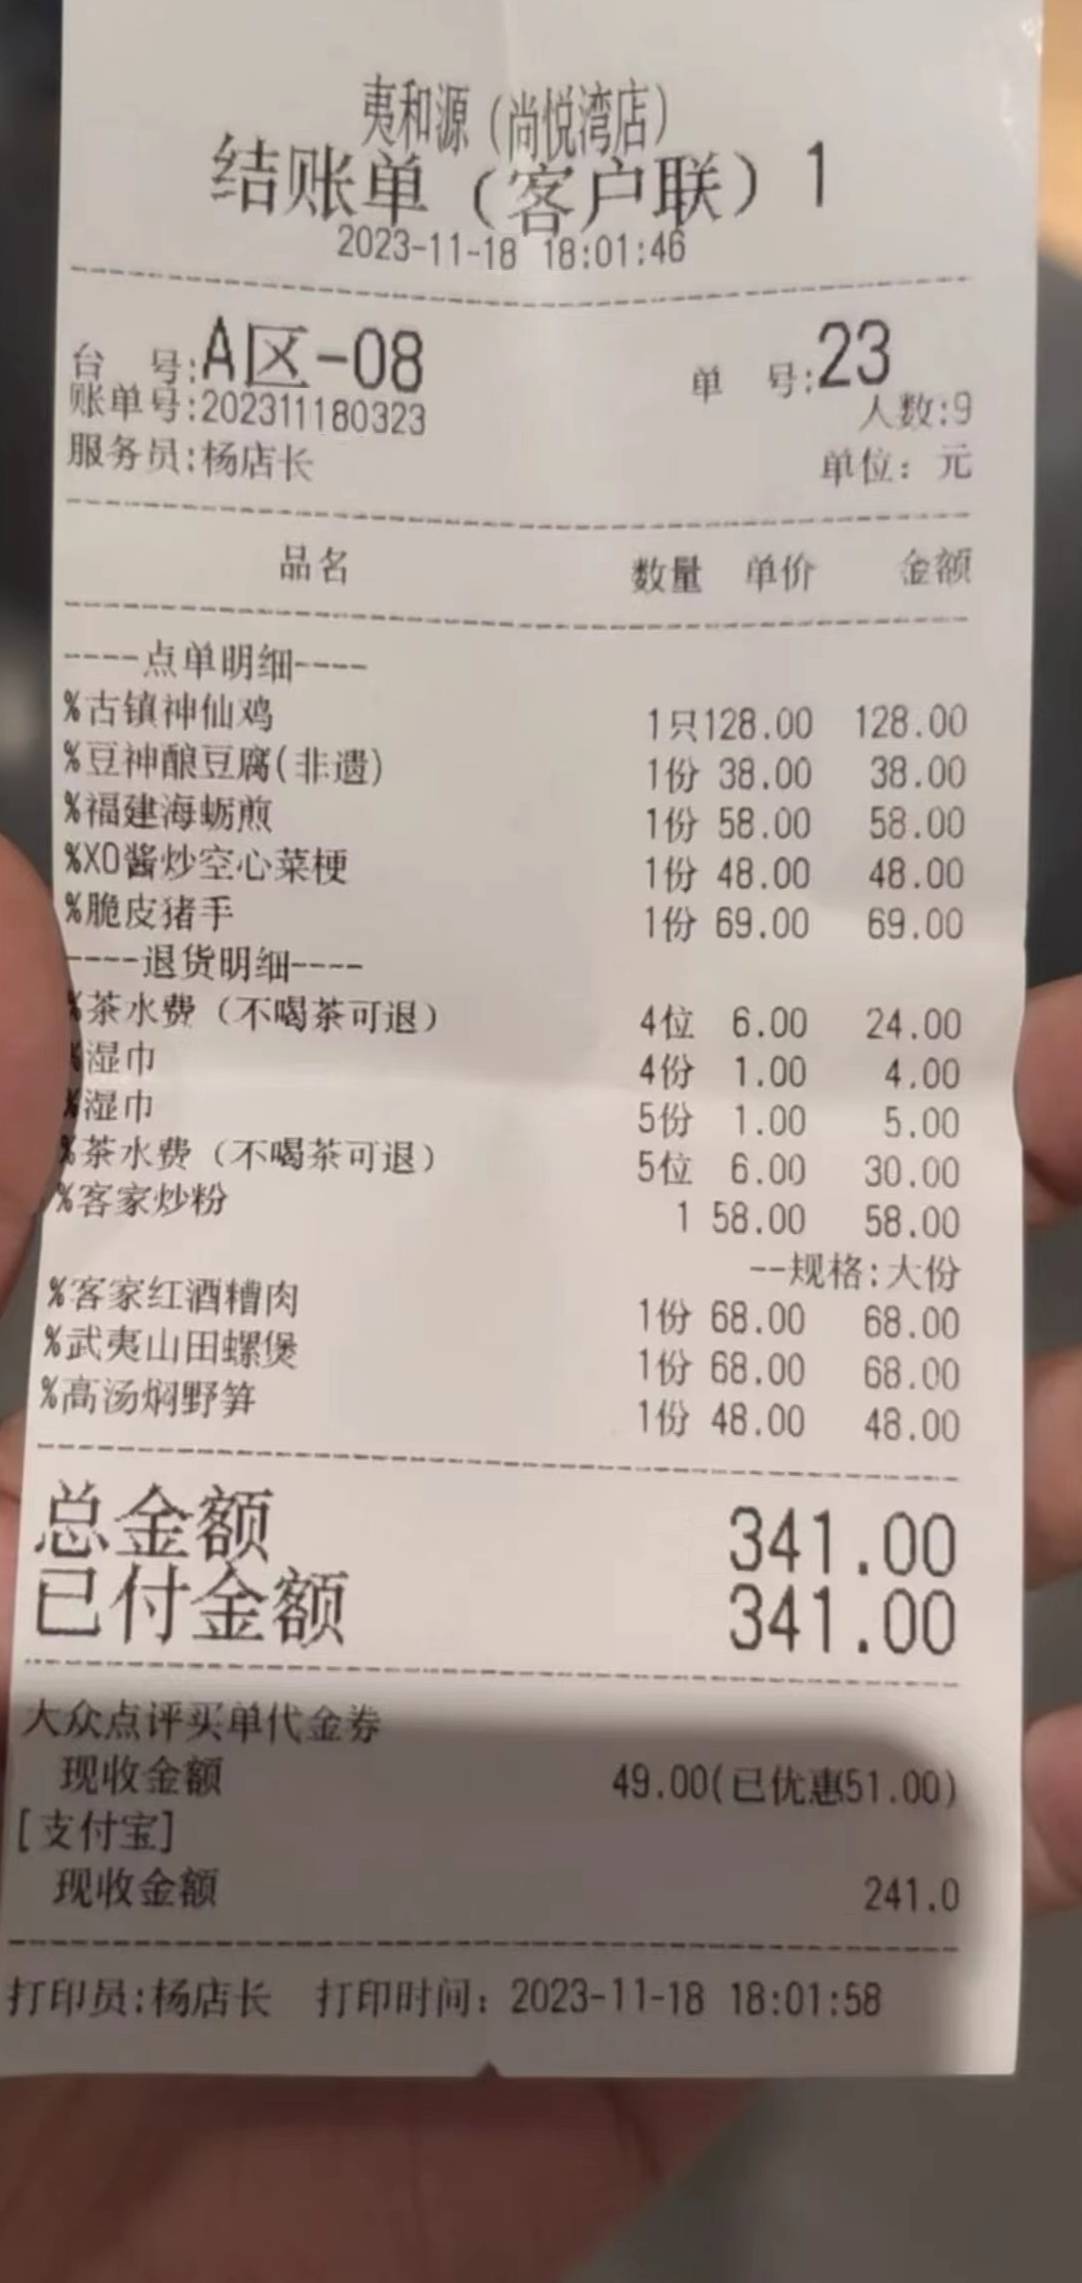 夷和源（尚悦湾店）
结账单（客户联）1
2023-11-18 18:01:46
台 号:A区-08 单 号:23
账单号:202311180323 人数:9
服务员:杨店长 单位：元
品名 数量 单价 金额
----点单明细----
%古镇神仙鸡 1只128.00 128.00
%豆神酿豆腐(非遗) 1份 38.00 38.00
%福建海蛎煎 1份 58.00 58.00
%XO酱炒空心菜梗 1份 48.00 48.00
%脆皮猪手 1份 69.00 69.00
----退货明细----
%茶水费（不喝茶可退） 4位 6.00 24.00
%湿巾 4份 1.00 4.00
%湿巾 5份 1.00 5.00
%茶水费（不喝茶可退） 5位 6.00 30.00
%客家炒粉 1 58.00 58.00
--规格:大份
%客家红酒糟肉 1份 68.00 68.00
%武夷山田螺煲 1份 68.00 68.00
%高汤焖野笋 1份 48.00 48.00
总金额 341.00
已付金额 341.00
大众点评买单代金券
现收金额 49.00(已优惠51.00)
[支付宝]
现收金额 241.0
打印员:杨店长 打印时间：2023-11-18 18:01:58